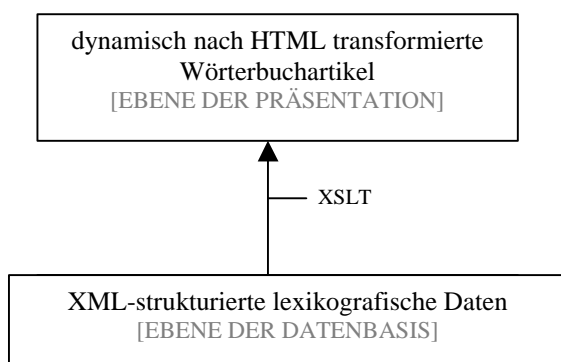 dynamisch nach HTML transformierte
Wörterbuchartikel
[EBENE DER PRÄSENTATION]
XSLT
XML-strukturierte lexikografische Daten
[EBENE DER DATENBASIS]